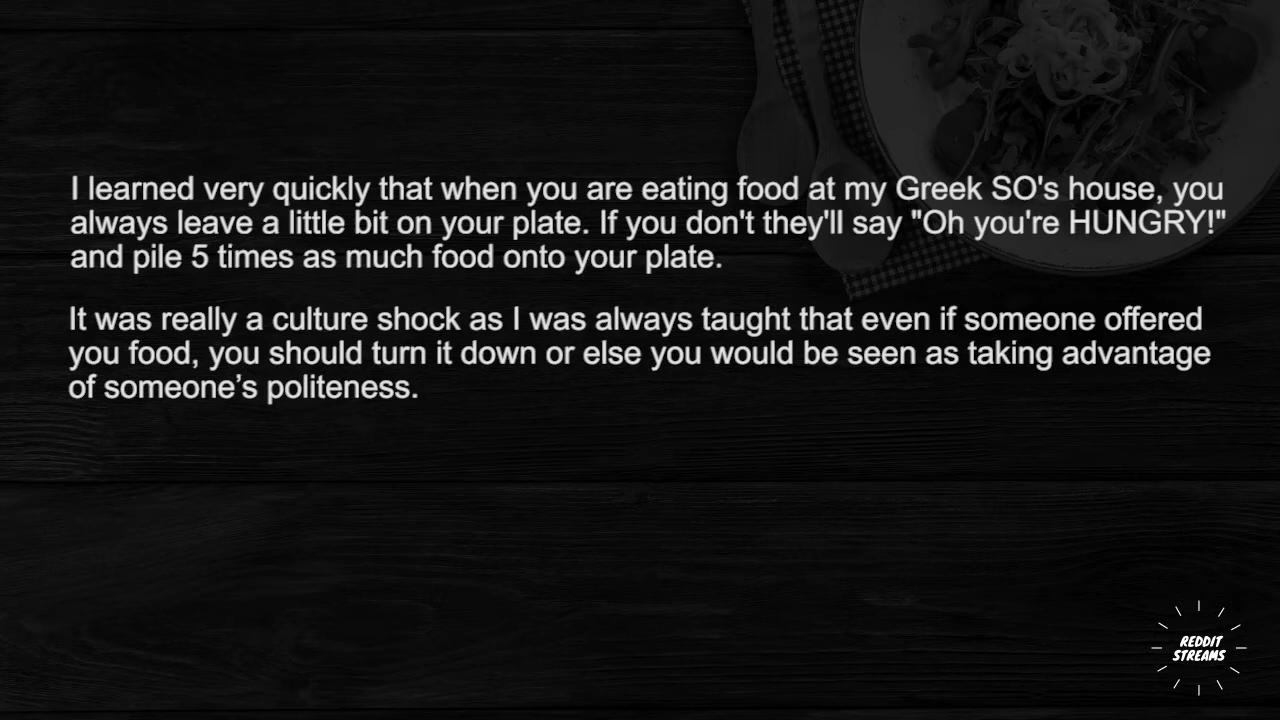 I learned very quickly that when you are eating food at my Greek SO's house, you
always leave a little bit on your plate. If you don't they'll say "Oh you're HUNGRY!"
and pile 5 times as much food onto your plate.
It was really a culture shock as I was always taught that even if someone offered
you food, you should turn it down or else you would be seen as taking advantage
of someone’s politeness.
REDDIT
STREAMS